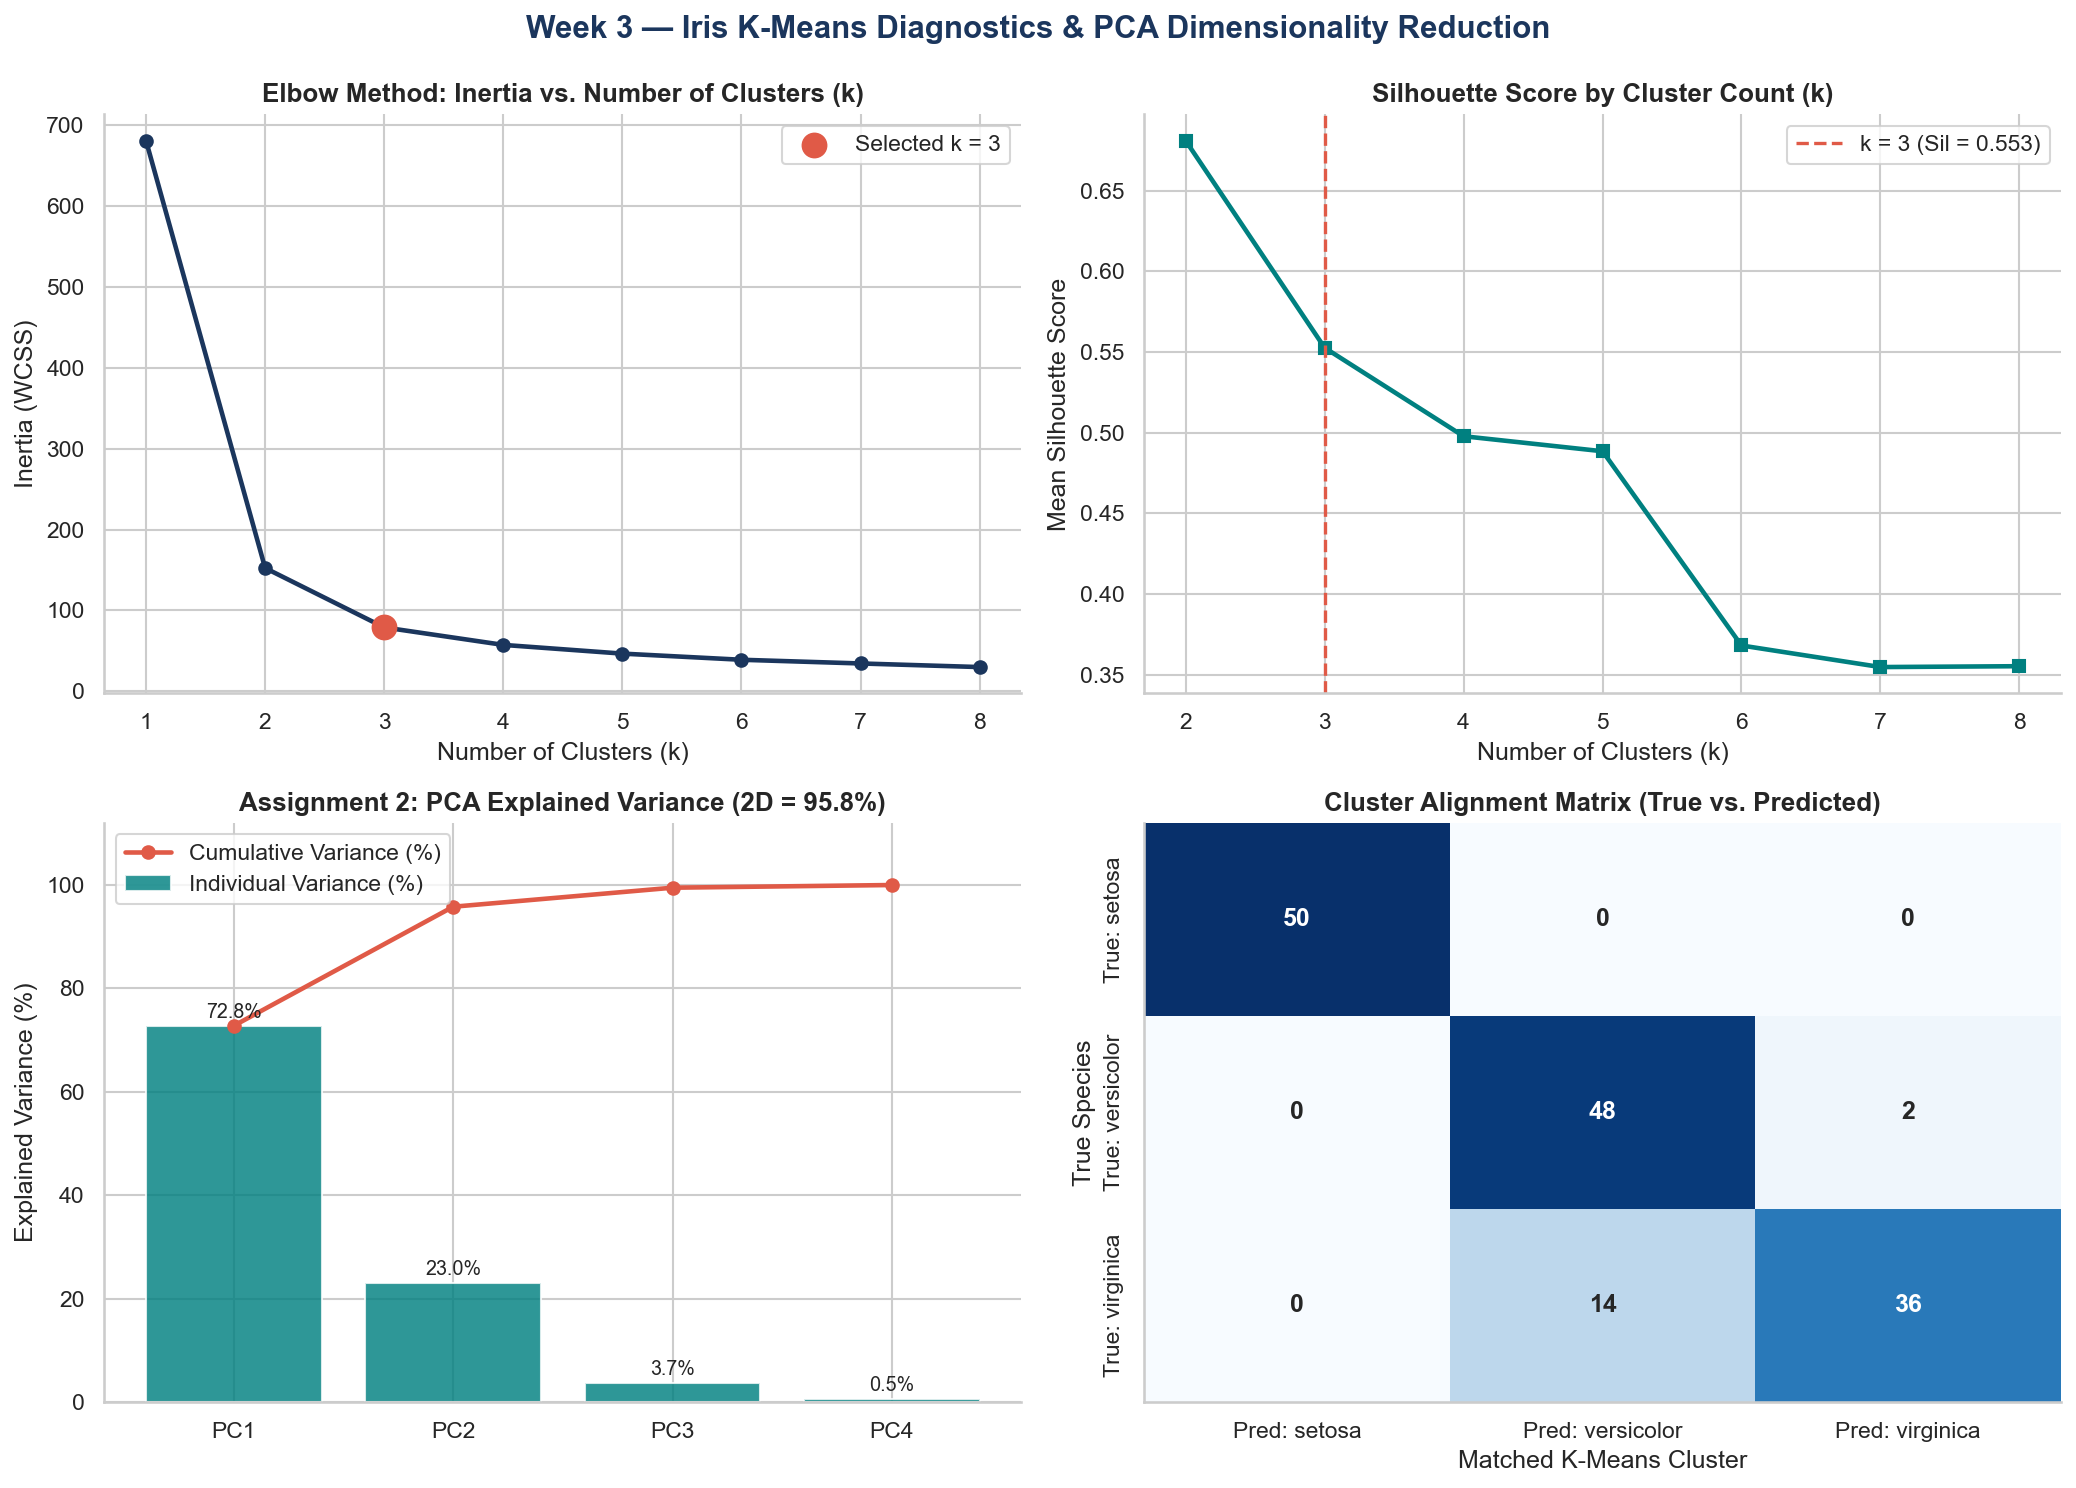 Week 3 — Iris K-Means Diagnostics & PCA Dimensionality Reduction
Elbow Method: Inertia vs. Number of Clusters (k)
Selected k = 3
Inertia (WCSS)
700
600
500
400
300
200
100
0
1 2 3 4 5 6 7 8
Number of Clusters (k)
Silhouette Score by Cluster Count (k)
k = 3 (Sil = 0.553)
Mean Silhouette Score
0.65
0.60
0.55
0.50
0.45
0.40
0.35
2 3 4 5 6 7 8
Number of Clusters (k)
Assignment 2: PCA Explained Variance (2D = 95.8%)
Cumulative Variance (%)
Individual Variance (%)
Explained Variance (%)
100
80
60
40
20
0
72.8%
23.0%
3.7%
0.5%
PC1 PC2 PC3 PC4
Cluster Alignment Matrix (True vs. Predicted)
True Species
True: setosa
50 0 0
True: versicolor
0 48 2
True: virginica
0 14 36
Pred: setosa Pred: versicolor Pred: virginica
Matched K-Means Cluster